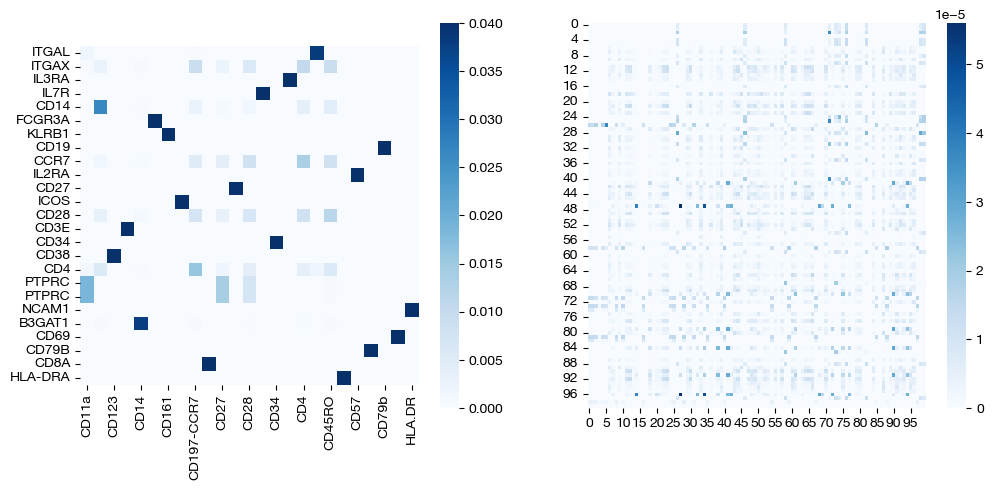 ITGAL
ITGAX
IL3RA
IL7R
CD14
FCGR3A
KLRB1
CD19
CCR7
IL2RA
CD27
ICOS
CD28
CD3E
CD34
CD38
CD4
PTPRC
PTPRC
NCAM1
B3GAT1
CD69
CD79B
CD8A
HLA-DRA
CD11a
CD123
CD14
CD161
CD197-CCR7
CD27
CD28
CD34
CD4
CD45RO
CD57
CD79b
HLA.DR
0.040
0.035
0.030
0.025
0.020
0.015
0.010
0.005
0.000
0
4
8
12
16
20
24
28
32
36
40
44
48
52
56
60
64
68
72
76
80
84
88
92
96
0 5 10 15 20 25 30 35 40 45 50 55 60 65 70 75 80 85 90 95
1e-5
5
4
3
2
1
0